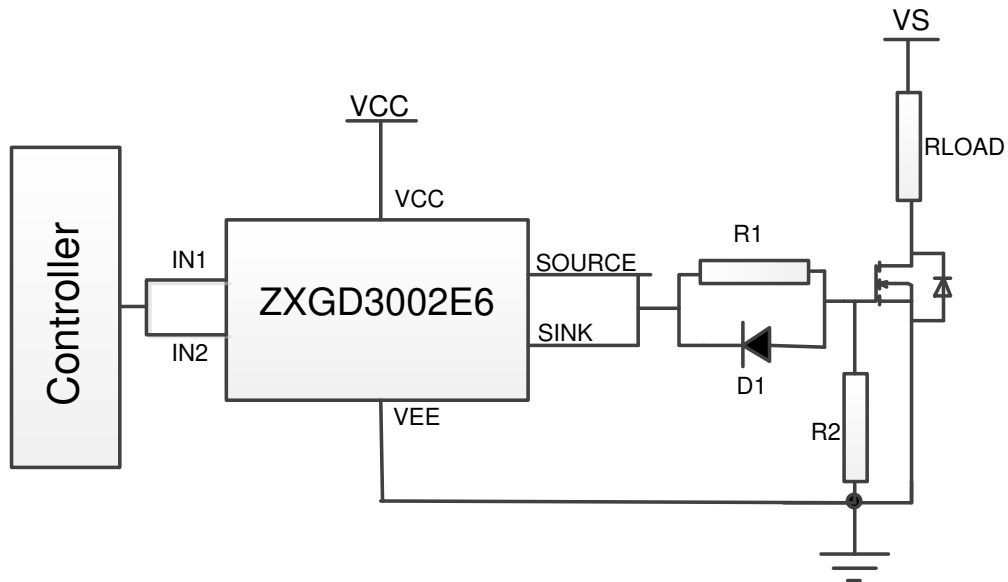 VS
VCC
RLOAD
VCC
Controller
IN1
SOURCE
R1
ZXGD3002E6
SINK
IN2
D1
VEE
R2